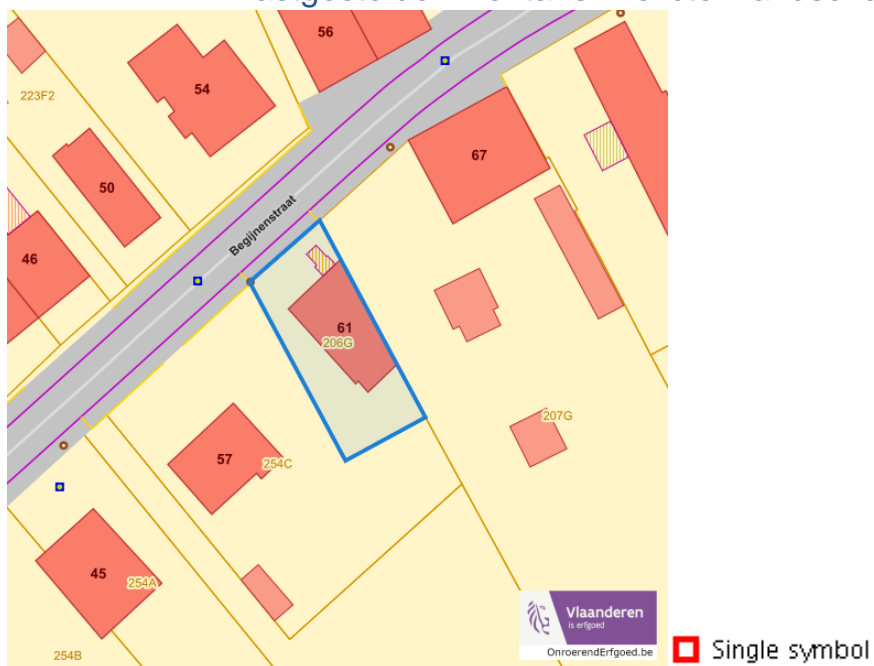 56
54
223F2
67
50
Begijnenstraat
46
61
206G
207G
57
254C
45
254A
254B
Vlaanderen
is erfgoed
OnroerendErfgoed.be
Single symbol